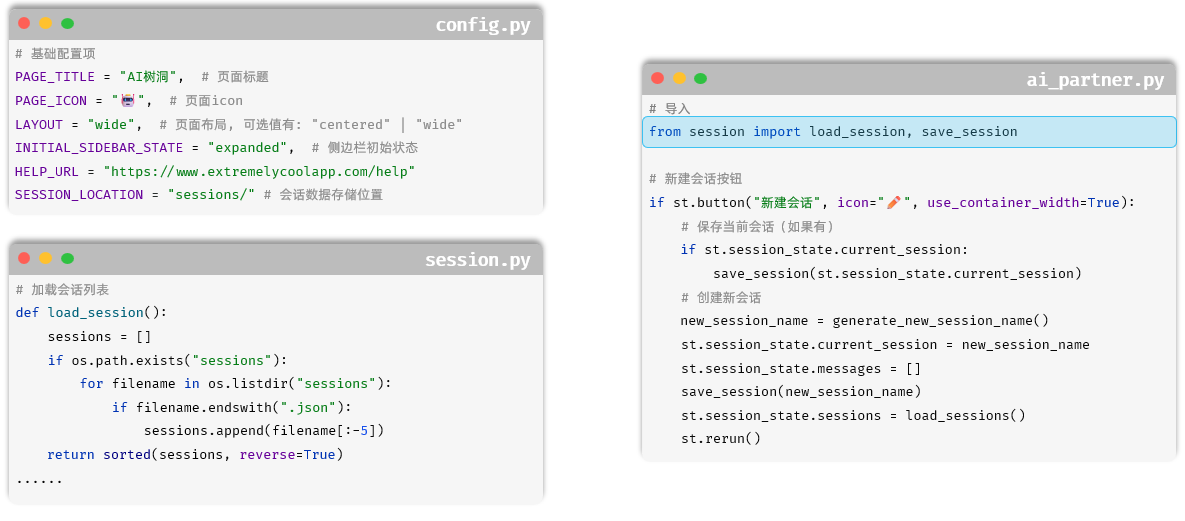 config.py
# 基础配置项
PAGE_TITLE = "AI树洞",  # 页面标题
PAGE_ICON = "🤖",  # 页面icon
LAYOUT = "wide",  # 页面布局, 可选值有: "centered" | "wide"
INITIAL_SIDEBAR_STATE = "expanded",  # 侧边栏初始状态
HELP_URL = "https://www.extremelycoolapp.com/help"
SESSION_LOCATION = "sessions/" # 会话数据存储位置
session.py
# 加载会话列表
def load_session():
    sessions = []
    if os.path.exists("sessions"):
        for filename in os.listdir("sessions"):
            if filename.endswith(".json"):
                sessions.append(filename[:-5])
    return sorted(sessions, reverse=True)
......
ai_partner.py
# 导入
from session import load_session, save_session
# 新建会话按钮
if st.button("新建会话", icon="✏️", use_container_width=True):
    # 保存当前会话 (如果有)
    if st.session_state.current_session:
        save_session(st.session_state.current_session)
    # 创建新会话
    new_session_name = generate_new_session_name()
    st.session_state.current_session = new_session_name
    st.session_state.messages = []
    save_session(new_session_name)
    st.session_state.sessions = load_sessions()
    st.rerun()